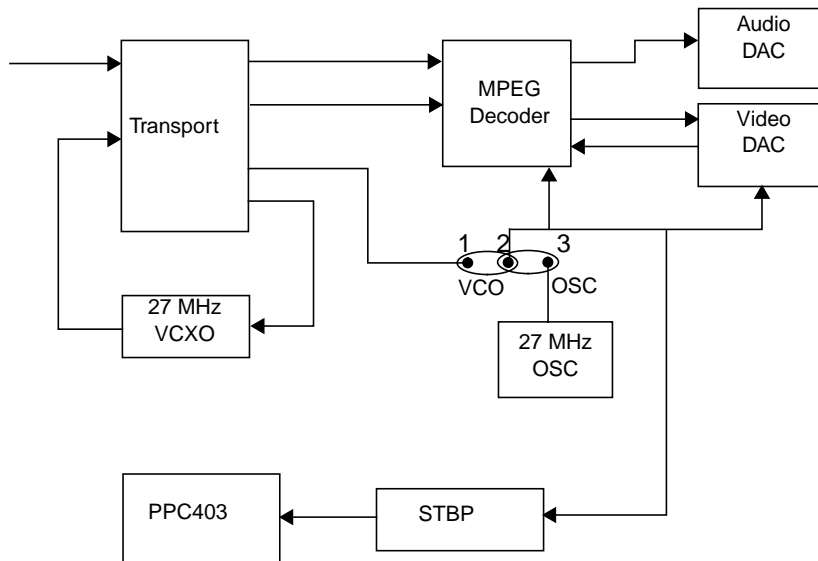 Audio
DAC
MPEG
Decoder
Transport
Video
DAC
1 2 3
VCO OSC
27 MHz
VCXO
27 MHz
OSC
PPC403
STBP